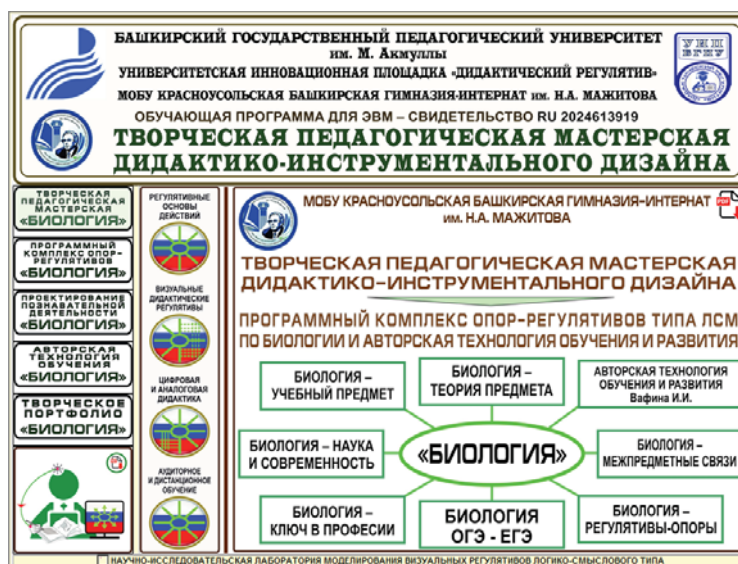 БАШКИРСКИЙ ГОСУДАРСТВЕННЫЙ ПЕДАГОГИЧЕСКИЙ УНИВЕРСИТЕТ
им. М. Акмуллы
УНИВЕРСИТЕТСКАЯ ИННОВАЦИОННАЯ ПЛОЩАДКА «ДИДАКТИЧЕСКИЙ РЕГУЛЯТИВ»
МОБУ КРАСНОУСОЛЬСКАЯ БАШКИРСКАЯ ГИМНАЗИЯ-ИНТЕРНАТ им. Н.А. МАЖИТОВА
ОБУЧАЮЩАЯ ПРОГРАММА ДЛЯ ЭВМ – СВИДЕТЕЛЬСТВО RU 2024613919
ТВОРЧЕСКАЯ ПЕДАГОГИЧЕСКАЯ МАСТЕРСКАЯ
ДИДАКТИКО-ИНСТРУМЕНТАЛЬНОГО ДИЗАЙНА
УИП
БГПУ
ТВОРЧЕСКАЯ
ПЕДАГОГИЧЕСКАЯ
МАСТЕРСКАЯ
«БИОЛОГИЯ»
ПРОГРАММНЫЙ
КОМПЛЕКС ОПОР-
РЕГУЛЯТИВОВ
«БИОЛОГИЯ»
ПРОЕКТИРОВАНИЕ
ПОЗНАВАТЕЛЬНОЙ
ДЕЯТЕЛЬНОСТИ
«БИОЛОГИЯ»
АВТОРСКАЯ
ТЕХНОЛОГИЯ
ОБУЧЕНИЯ
«БИОЛОГИЯ»
ТВОРЧЕСКОЕ
ПОРТФОЛИО
«БИОЛОГИЯ»
РЕГУЛЯТИВНЫЕ
ОСНОВЫ
ДЕЙСТВИЙ
ВИЗУАЛЬНЫЕ
ДИДАКТИЧЕСКИЕ
РЕГУЛЯТИВЫ
ЦИФРОВАЯ
И АНАЛОГОВАЯ
ДИДАКТИКА
АУДИТОРНОЕ
И ДИСТАНЦИОННОЕ
ОБУЧЕНИЕ
МОБУ КРАСНОУСОЛЬСКАЯ БАШКИРСКАЯ ГИМНАЗИЯ-ИНТЕРНАТ
им. Н.А. МАЖИТОВА
PDF
ТВОРЧЕСКАЯ ПЕДАГОГИЧЕСКАЯ МАСТЕРСКАЯ
ДИДАКТИКО-ИНСТРУМЕНТАЛЬНОГО ДИЗАЙНА
ПРОГРАММНЫЙ КОМПЛЕКС ОПОР-РЕГУЛЯТИВОВ ТИПА ЛСМ
ПО БИОЛОГИИ И АВТОРСКАЯ ТЕХНОЛОГИЯ ОБУЧЕНИЯ И РАЗВИТИЯ
БИОЛОГИЯ –
УЧЕБНЫЙ ПРЕДМЕТ
БИОЛОГИЯ –
ТЕОРИЯ ПРЕДМЕТА
АВТОРСКАЯ ТЕХНОЛОГИЯ
ОБУЧЕНИЯ И РАЗВИТИЯ
Вафина И.И.
БИОЛОГИЯ – НАУКА
И СОВРЕМЕННОСТЬ
«БИОЛОГИЯ»
БИОЛОГИЯ –
МЕЖПРЕДМЕТНЫЕ СВЯЗИ
БИОЛОГИЯ –
КЛЮЧ В ПРОФЕСИИ
БИОЛОГИЯ
ОГЭ - ЕГЭ
БИОЛОГИЯ –
РЕГУЛЯТИВЫ-ОПОРЫ
НАУЧНО-ИССЛЕДОВАТЕЛЬСКАЯ ЛАБОРАТОРИЯ МОДЕЛИРОВАНИЯ ВИЗУАЛЬНЫХ РЕГУЛЯТИВОВ ЛОГИКО-СМЫСЛОВОГО ТИПА